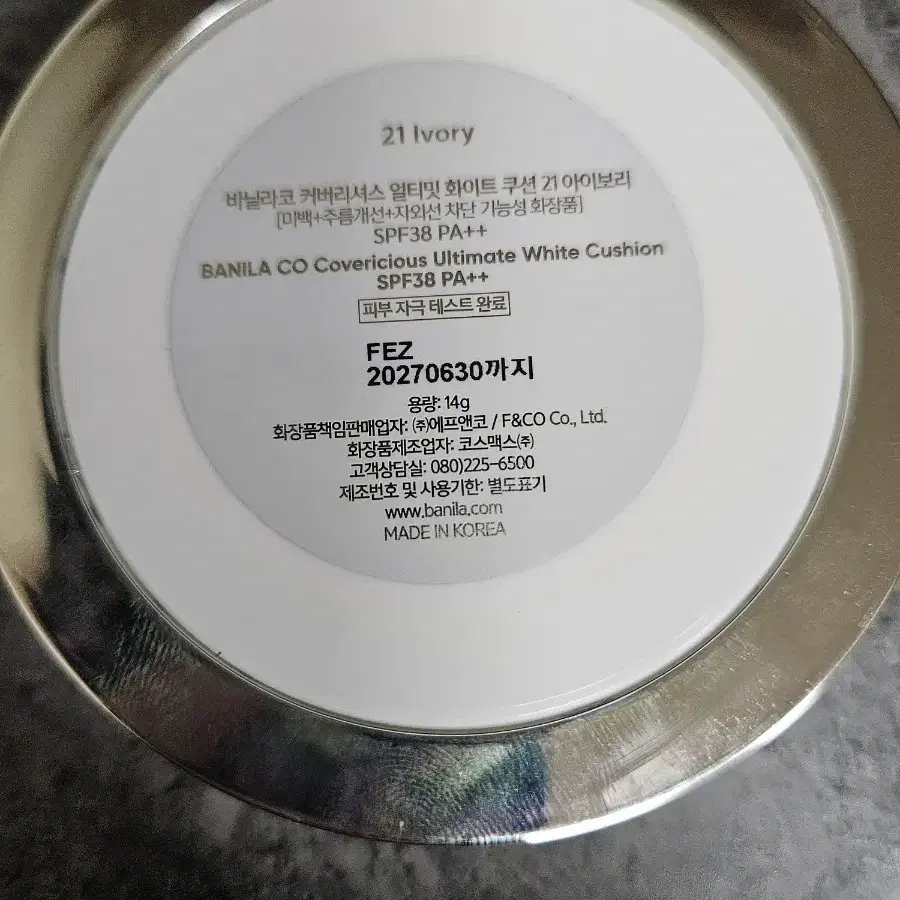 21 Ivory
바닐라코 커버리셔스 얼티밋 화이트 쿠션 21 아이보리
[미백+주름개선+자외선 차단 기능성 화장품]
SPF38 PA++
BANILA CO Covericious Ultimate White Cushion
SPF38 PA++
피부 자극 테스트 완료
FEZ
20270630까지
용량: 14g
화장품책임판매업자: ㈜에프앤코 / F&CO Co., Ltd.
화장품제조업자: 코스맥스㈜
고객상담실: 080)225-6500
제조번호 및 사용기한: 별도표기
www.banila.com
MADE IN KOREA